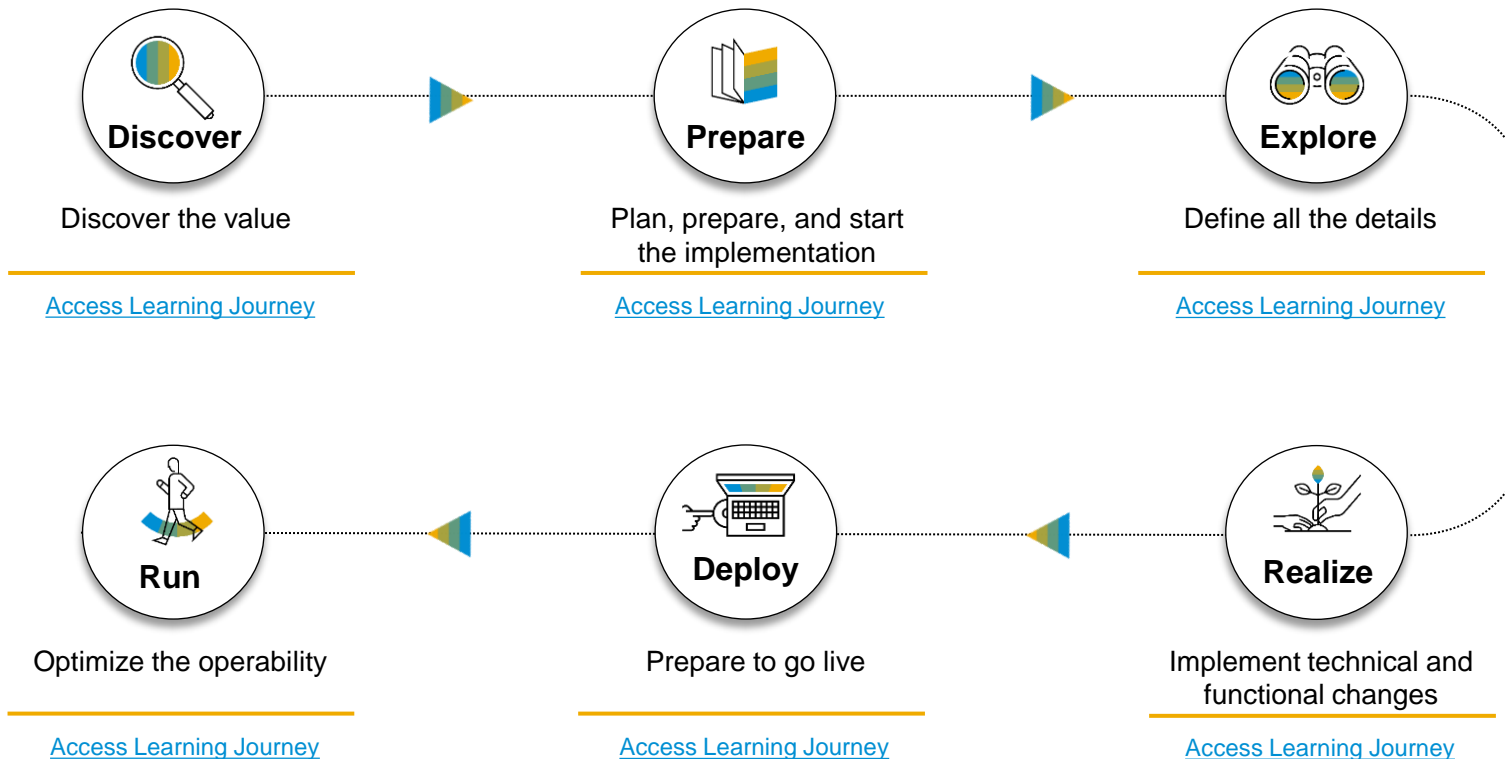 Discover
Discover the value
Access Learning Journey
Prepare
Plan, prepare, and start
the implementation
Access Learning Journey
Explore
Define all the details
Access Learning Journey
Realize
Implement technical and
functional changes
Access Learning Journey
Deploy
Prepare to go live
Access Learning Journey
Run
Optimize the operability
Access Learning Journey